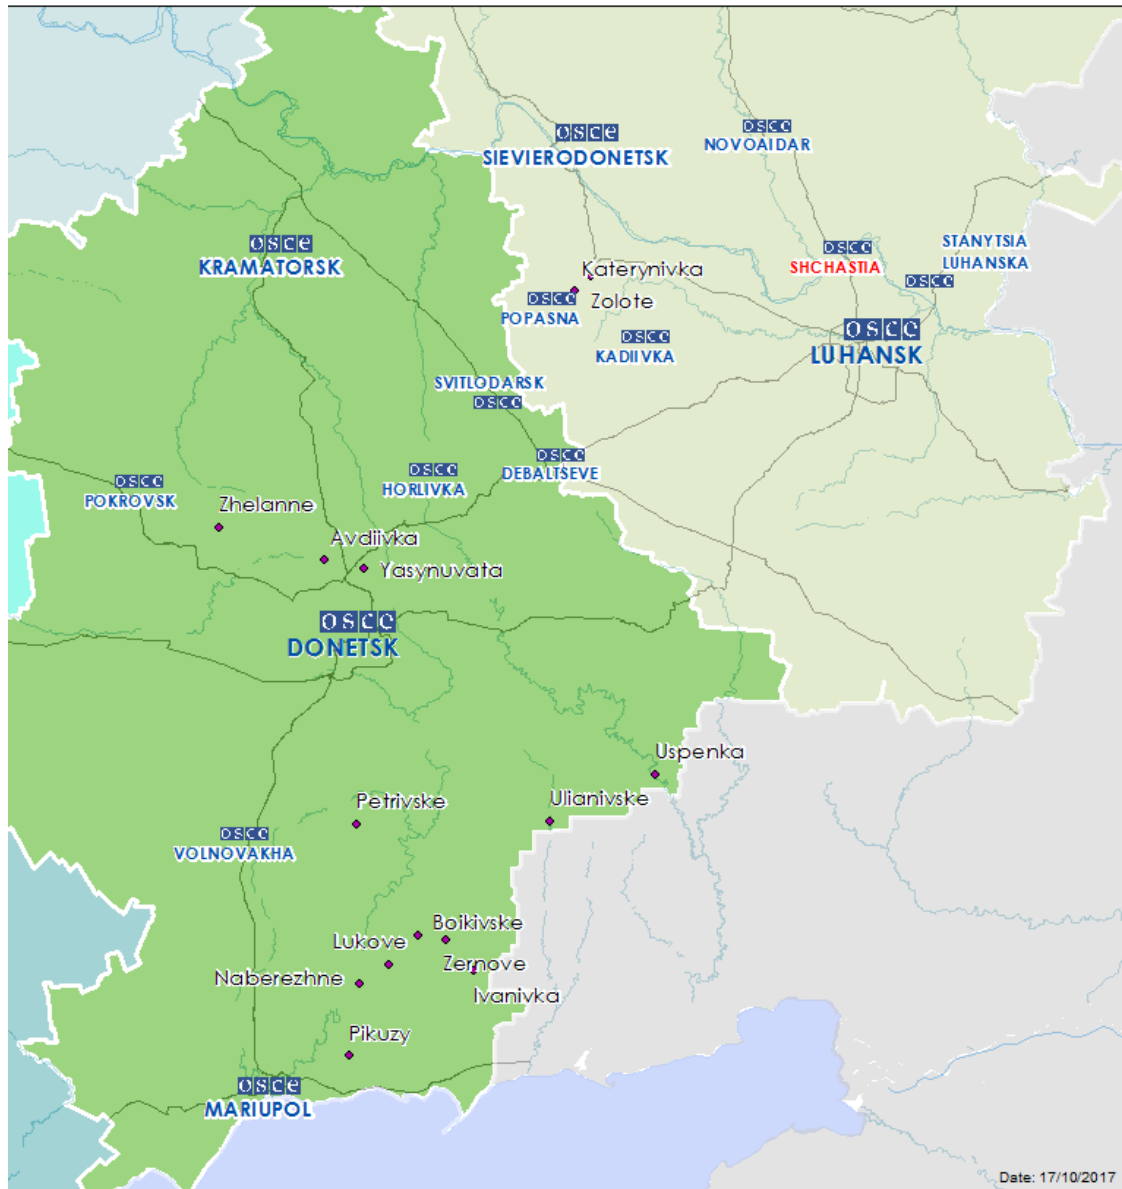 osce
SIEVIERODONETSK
osce
NOVOAIDAR
osce
KRAMATORSK
osce
SHCHASTIA
STANYTSIA
LUHANSKA
osce
Katerynivka
Zolote
osce
POPASNA
osce
KADIIVKA
osce
LUHANSK
SVITLODARSK
osce
osce
DEBALTSEVE
osce
HORLIVKA
osce
POKROVSK
Zhelanne
Avdiivka
Yasynuvata
osce
DONETSK
Uspenka
Ulianivske
Petrivske
osce
VOLNOVAKHA
Boikivske
Lukove
Zernove
Naberezhne
Ivanivka
Pikuzy
osce
MARIUPOL
Date: 17/10/2017